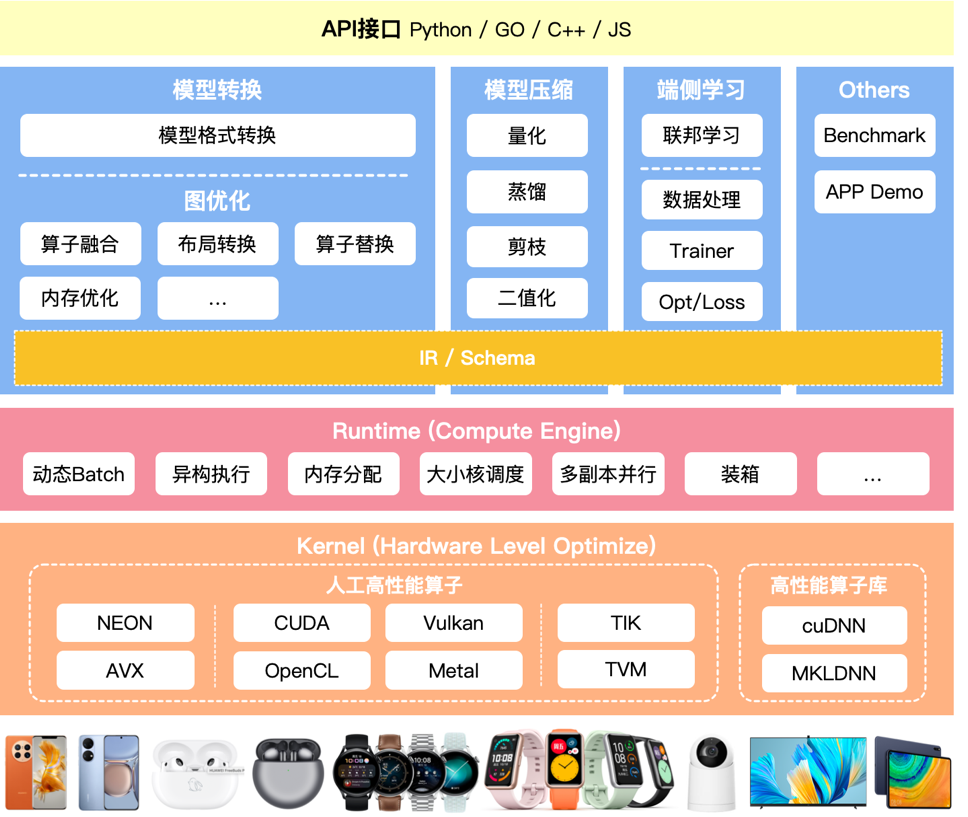 API接口 Python / GO / C++ / JS
模型转换
模型格式转换
图优化
算子融合
布局转换
算子替换
内存优化
...
模型压缩
量化
蒸馏
剪枝
二值化
端侧学习
联邦学习
数据处理
Trainer
Opt/Loss
Others
Benchmark
APP Demo
IR / Schema
Runtime (Compute Engine)
动态Batch
异构执行
内存分配
大小核调度
多副本并行
装箱
...
Kernel (Hardware Level Optimize)
人工高性能算子
NEON
CUDA
Vulkan
TIK
AVX
OpenCL
Metal
TVM
高性能算子库
cuDNN
MKLDNN